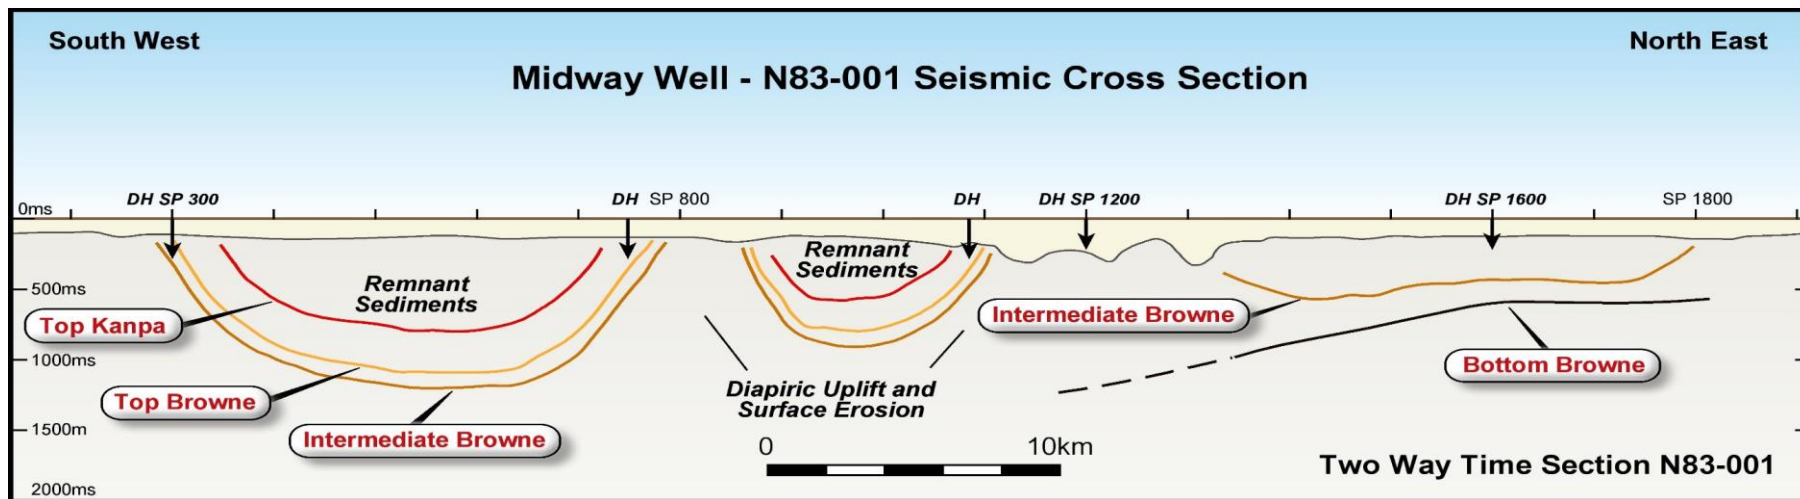 South West
North East
Midway Well - N83-001 Seismic Cross Section
DH SP 300
DH SP 800
DH
DH SP 1200
DH SP 1600
SP 1800
0ms
Remnant
Sediments
Remnant
Sediments
500ms
Top Kanpa
Intermediate Browne
1000ms
Bottom Browne
Top Browne
Diapiric Uplift and
Surface Erosion
1500m
Intermediate Browne
0 10km
Two Way Time Section N83-001
2000ms